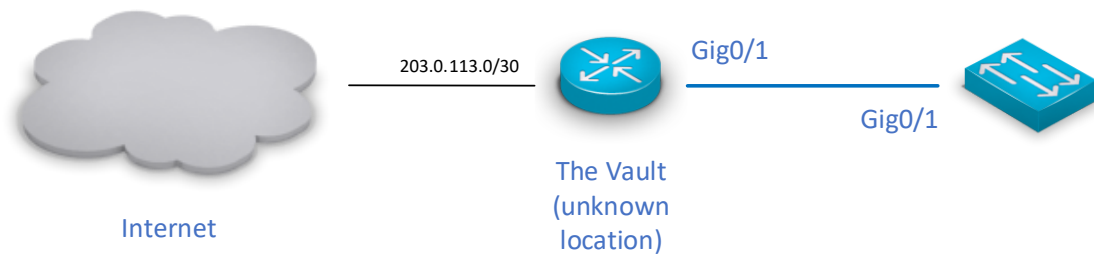 203.0.113.0/30
Gig0/1
Gig0/1
The Vault
(unknown
location)
Internet